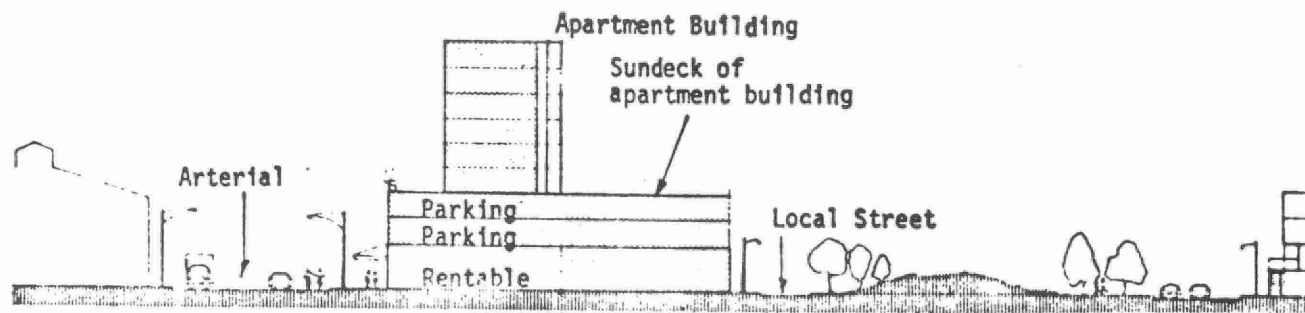 Apartment Building
Sundeck of
apartment building
Arterial
Parking
Parking
Rentable
Local Street